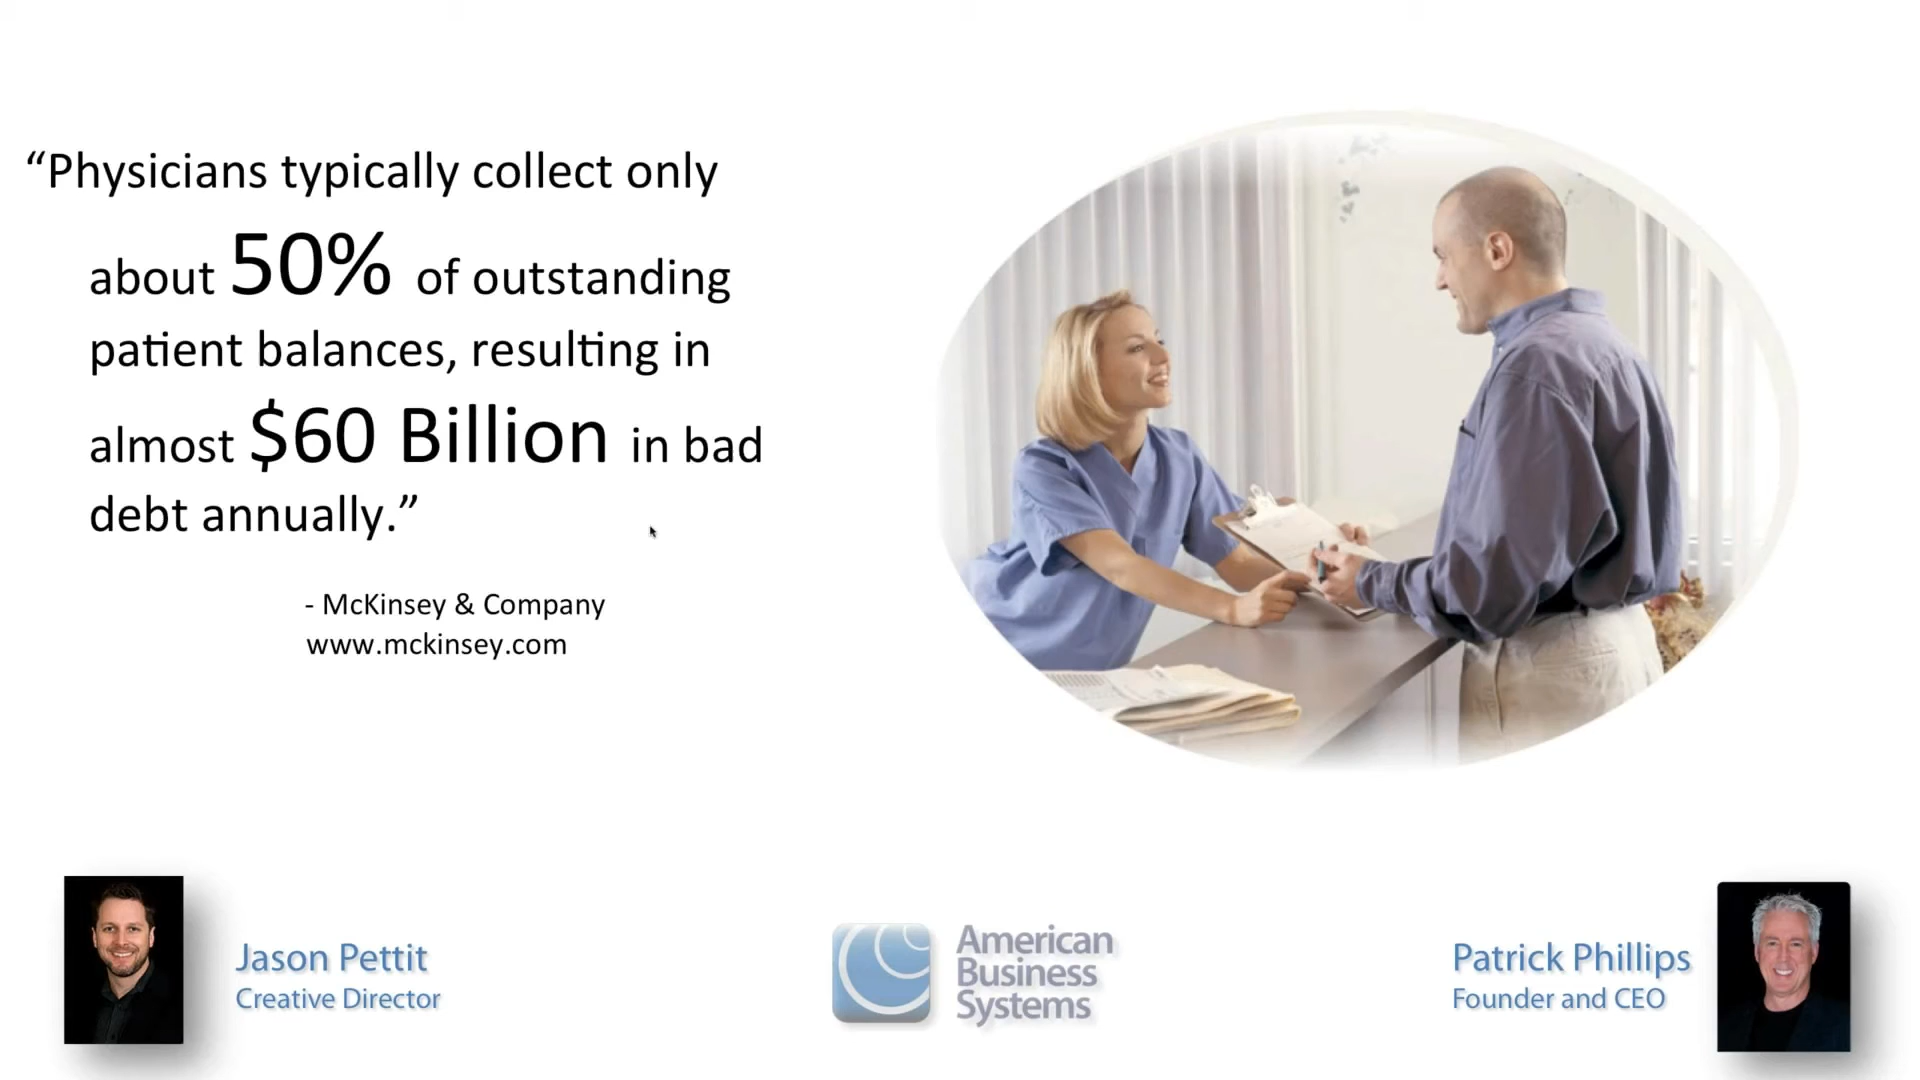 “Physicians typically collect only
about 50% of outstanding
patient balances, resulting in
almost $60 Billion in bad
debt annually.”
- McKinsey & Company
www.mckinsey.com
Jason Pettit
Creative Director
American
Business
Systems
Patrick Phillips
Founder and CEO